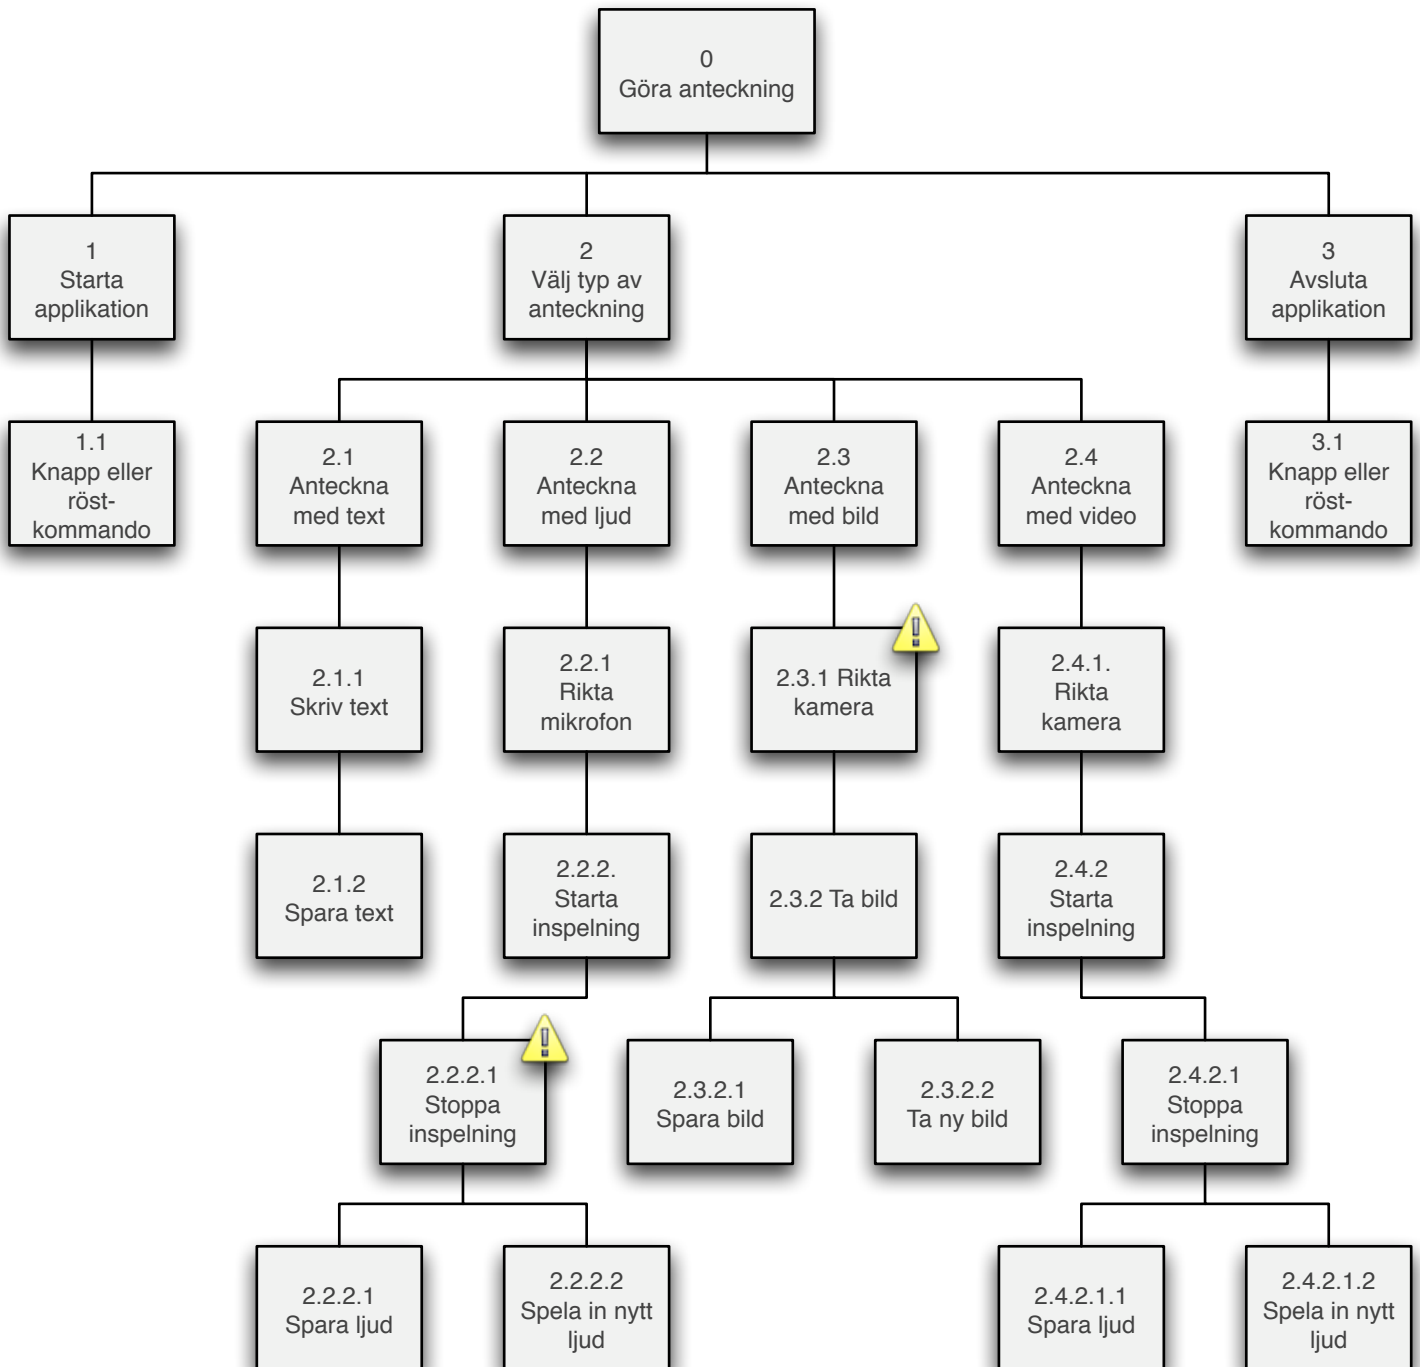 0
Göra anteckning
1
Starta
applikation
2
Välj typ av
anteckning
3
Avsluta
applikation
1.1
Knapp eller
röst-
kommando
2.1
Anteckna
med text
2.2
Anteckna
med ljud
2.3
Anteckna
med bild
2.4
Anteckna
med video
3.1
Knapp eller
röst-
kommando
2.1.1
Skriv text
2.2.1
Rikta
mikrofon
2.3.1 Rikta
kamera
2.4.1.
Rikta
kamera
2.1.2
Spara text
2.2.2.
Starta
inspelning
2.3.2 Ta bild
2.4.2
Starta
inspelning
2.2.2.1
Stoppa
inspelning
2.3.2.1
Spara bild
2.3.2.2
Ta ny bild
2.4.2.1
Stoppa
inspelning
2.2.2.1
Spara ljud
2.2.2.2
Spela in nytt
ljud
2.4.2.1.1
Spara ljud
2.4.2.1.2
Spela in nytt
ljud